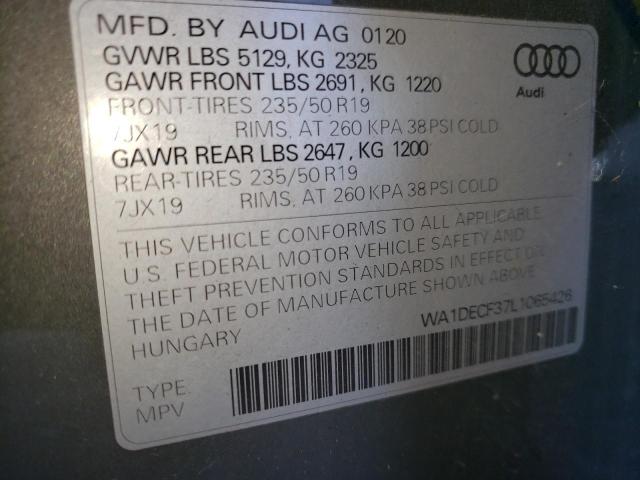 MFD. BY AUDI AG 0120
GVWR LBS 5129, KG 2325
GAWR FRONT LBS 2691, KG 1220
FRONT-TIRES 235/50 R19
7JX19 RIMS, AT 260 KPA 38 PSI COLD
GAWR REAR LBS 2647, KG 1200
REAR-TIRES 235/50 R19
7JX19 RIMS, AT 260 KPA 38 PSI COLD
Audi
THIS VEHICLE CONFORMS TO ALL APPLICABLE
U.S. FEDERAL MOTOR VEHICLE SAFETY AND
THEFT PREVENTION STANDARDS IN EFFECT ON
THE DATE OF MANUFACTURE SHOWN ABOVE
HUNGARY
WA1DECF37L1065426
TYPE:
MPV